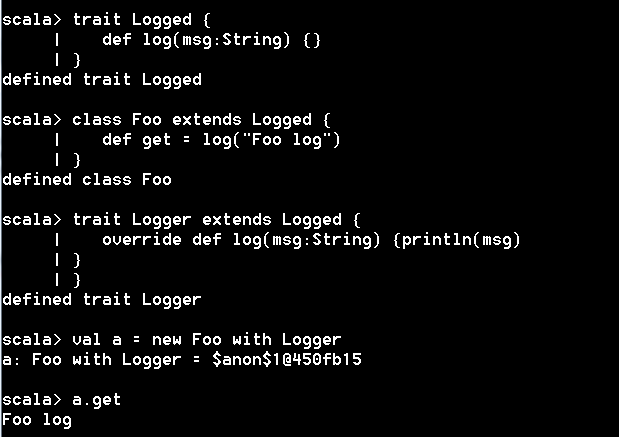 scala> trait Logged {
     |    def log(msg:String) {}
     | }
defined trait Logged
scala> class Foo extends Logged {
     |    def get = log("Foo log")
     | }
defined class Foo
scala> trait Logger extends Logged {
     |    override def log(msg:String) {println(msg)
     | }
     | }
defined trait Logger
scala> val a = new Foo with Logger
a: Foo with Logger = $anon$1@450fb15
scala> a.get
Foo log